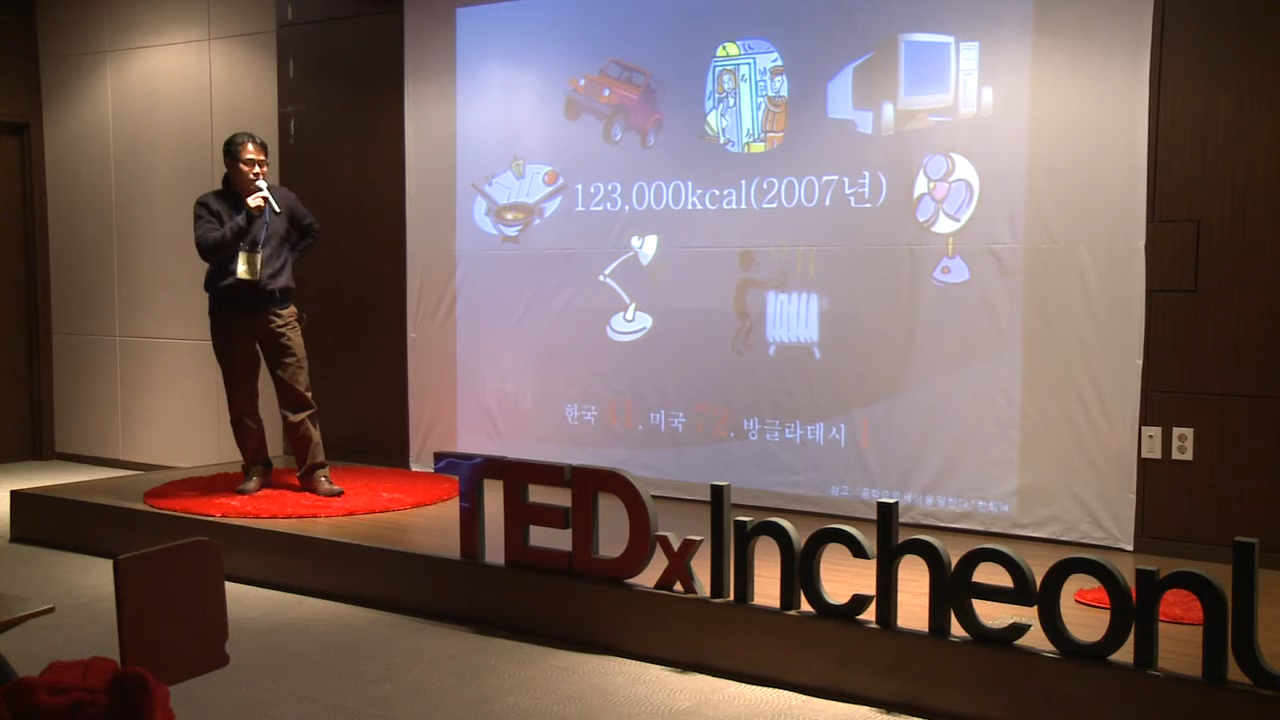 123,000kcal(2007년)
한국 41, 미국 72, 방글라데시 1
TEDxIncheonU